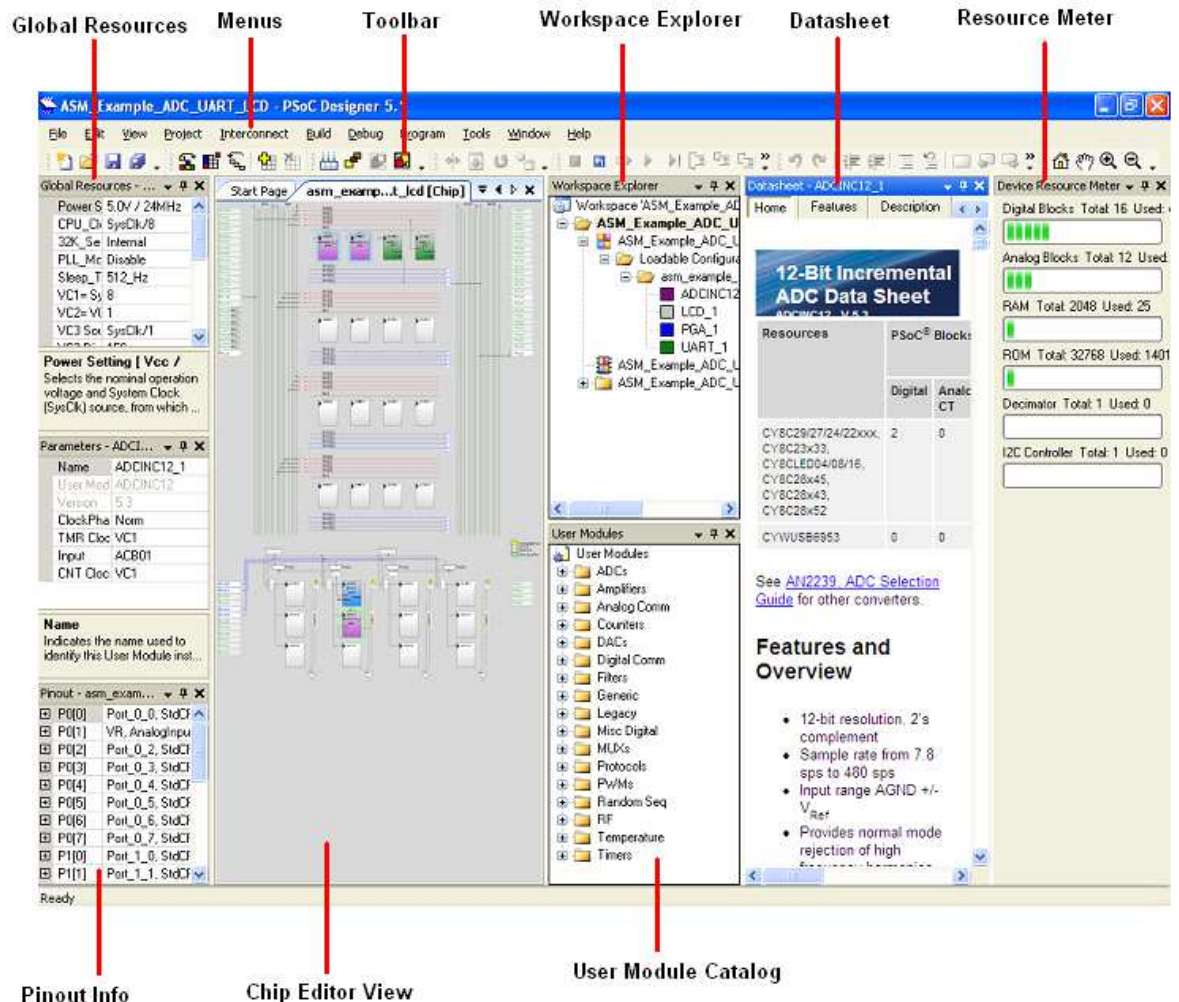 Global Resources
Menus
Toolbar
Workspace Explorer
Datasheet
Resource Meter
ASM_Example_ADC_UART_LCD - PSoC Designer 5.
File Edit View Project Interconnect Build Debug Program Tools Window Help
Global Resources - ...
Power S 5.0V / 24MHz
CPU_Cl SysClk/8
32K_Se Internal
PLL_Mc Disable
Sleep_T 512_Hz
VC1= Sy 8
VC2= V( 1
VC3 Sou SysClk/1
Power Setting [ Vcc /
Selects the nominal operation
voltage and System Clock
(SysClk) source, from which ...
Parameters - ADCI...
Name ADCINC12_1
User Mod ADCINC12
Version 5.3
ClockPha Norm
TMR Cloc VC1
Input ACB01
CNT Cloc VC1
Name
Indicates the name used to
identify this User Module inst...
Pinout - asm_exam...
P0[0] Port_0_0, StdCF
P0[1] VR, AnalogInpu
P0[2] Port_0_2, StdCF
P0[3] Port_0_3, StdCF
P0[4] Port_0_4, StdCF
P0[5] Port_0_5, StdCF
P0[6] Port_0_6, StdCF
P0[7] Port_0_7, StdCF
P1[0] Port_1_0, StdCF
P1[1] Port_1_1, StdCF
Ready
Start Page
asm_examp...t_lcd [Chip]
Workspace Explorer
Workspace 'ASM_Example_AD
ASM_Example_ADC_U
ASM_Example_ADC_U
Loadable Configura
asm_example_
ADCINC12
LCD_1
PGA_1
UART_1
ASM_Example_ADC_L
ASM_Example_ADC_L
User Modules
User Modules
ADCs
Amplifiers
Analog Comm
Counters
DACs
Digital Comm
Filters
Generic
Legacy
Misc Digital
MUXs
Protocols
PWMs
Random Seq
RF
Temperature
Timers
Datasheet - ADCINC12_1
Home Features Description
12-Bit Incremental
ADC Data Sheet
ADCINC12 V 5.3
Resources PSoC® Blocks
Digital Analo
CT
CY8C29/27/24/22xxx, 2 0
CY8C23x33,
CY8CLED04/08/16,
CY8C28x45,
CY8C28x43,
CY8C28x52
CYWUSB6953 0 0
See AN2239, ADC Selection
Guide for other converters.
Features and
Overview
12-bit resolution, 2's
complement
Sample rate from 7.8
sps to 480 sps
Input range AGND +/-
VRef
Provides normal mode
rejection of high
frequency harmonics
Device Resource Meter
Digital Blocks Total: 16 Used:
Analog Blocks Total: 12 Used:
RAM Total: 2048 Used: 25
ROM Total: 32768 Used: 1401
Decimator Total: 1 Used: 0
I2C Controller Total: 1 Used: 0
Pinout Info
Chip Editor View
User Module Catalog